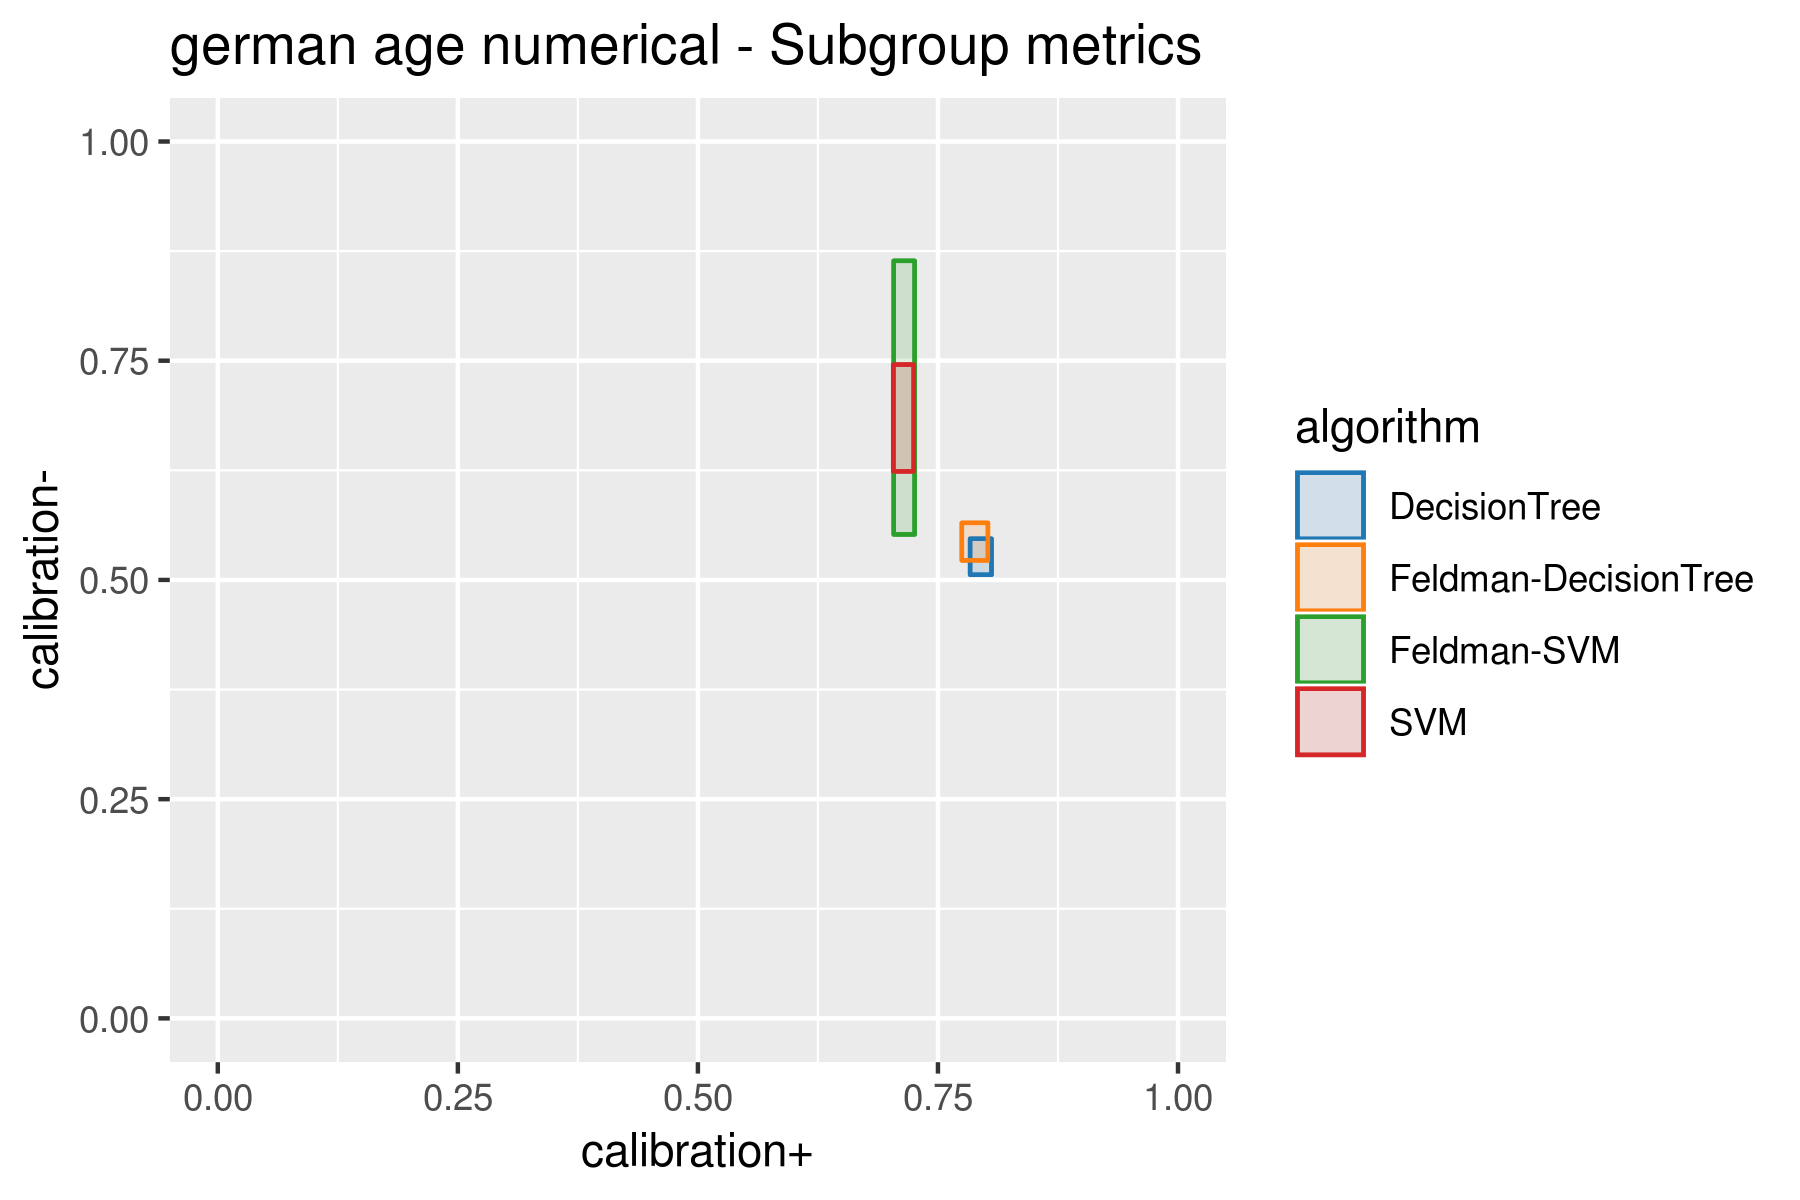 german age numerical - Subgroup metrics
1.00
0.75
0.50
0.25
0.00
calibration-
0.00 0.25 0.50 0.75 1.00
calibration+
algorithm
DecisionTree
Feldman-DecisionTree
Feldman-SVM
SVM